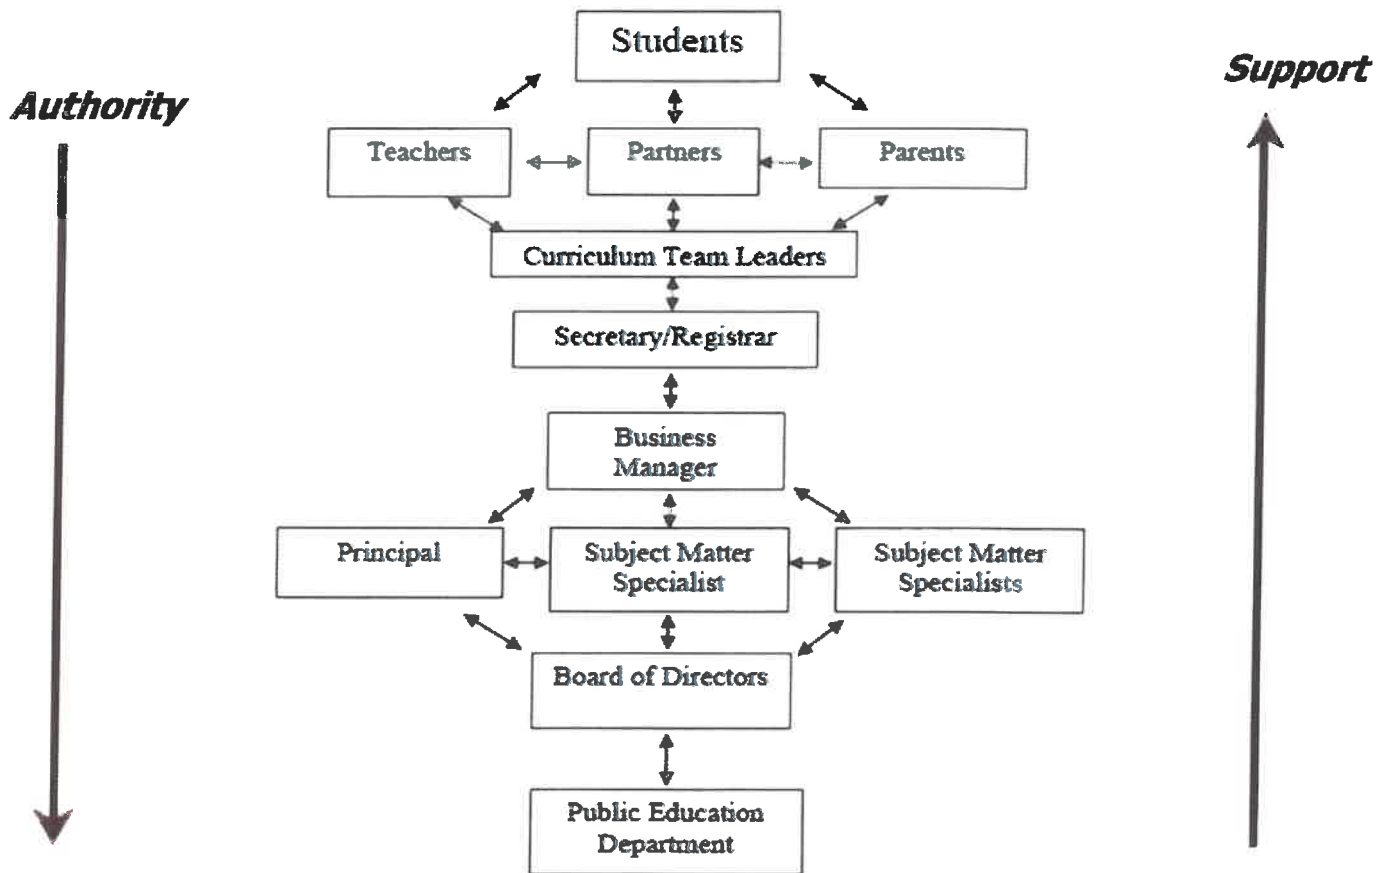 Students
Support
Authority
Teachers
Partners
Parents
Curriculum Team Leaders
Secretary/Registrar
Business
Manager
Principal
Subject Matter
Specialist
Subject Matter
Specialists
Board of Directors
Public Education
Department